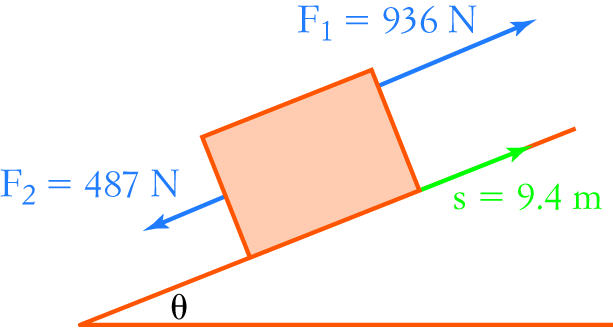 F₁ = 936 N
F₂ = 487 N
s = 9.4 m
θ